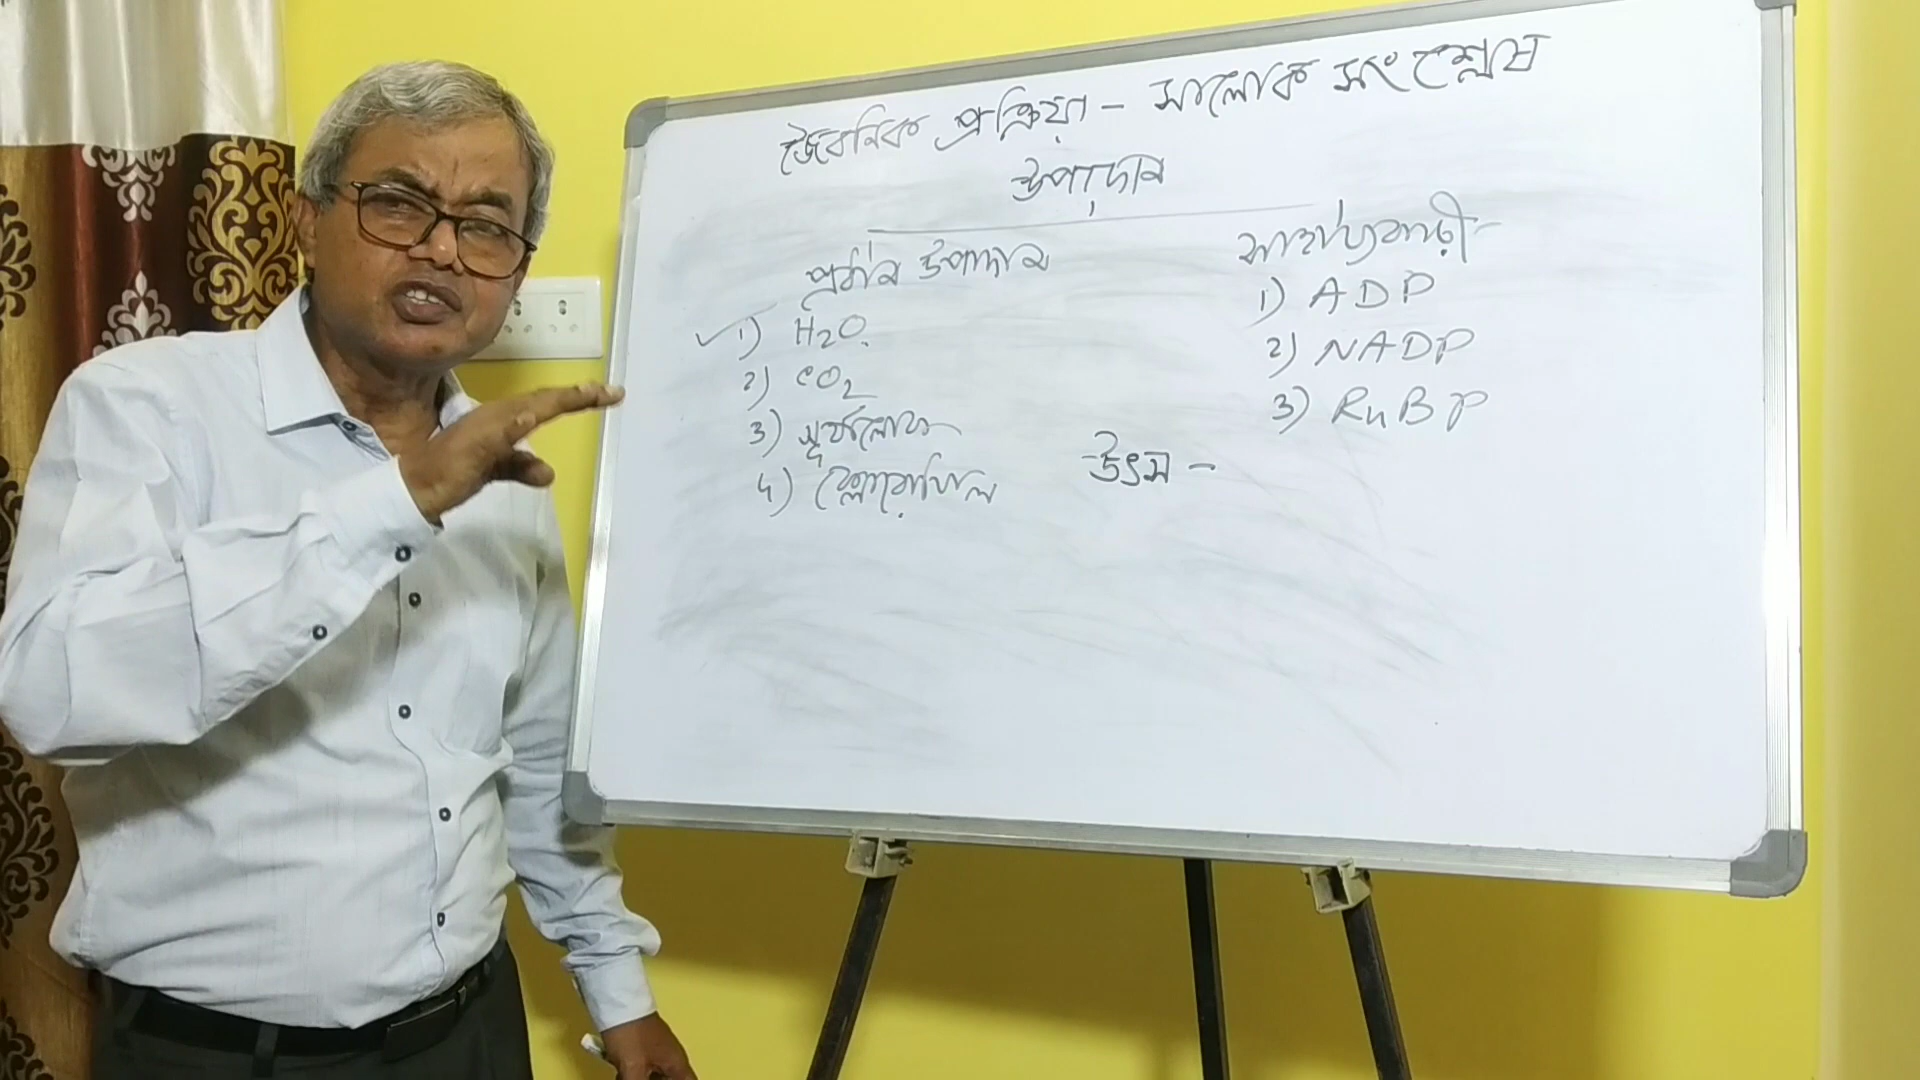 জৈবনিক প্রক্রিয়া - সালোক সংশ্লেষ
উপাদান
প্রধান উপাদান
1) H2O.
2) CO2
3) সূর্যালোক
4) ক্লোরোফিল
সাহায্যকারী -
1) ADP
2) NADP
3) RuBP
উৎস -